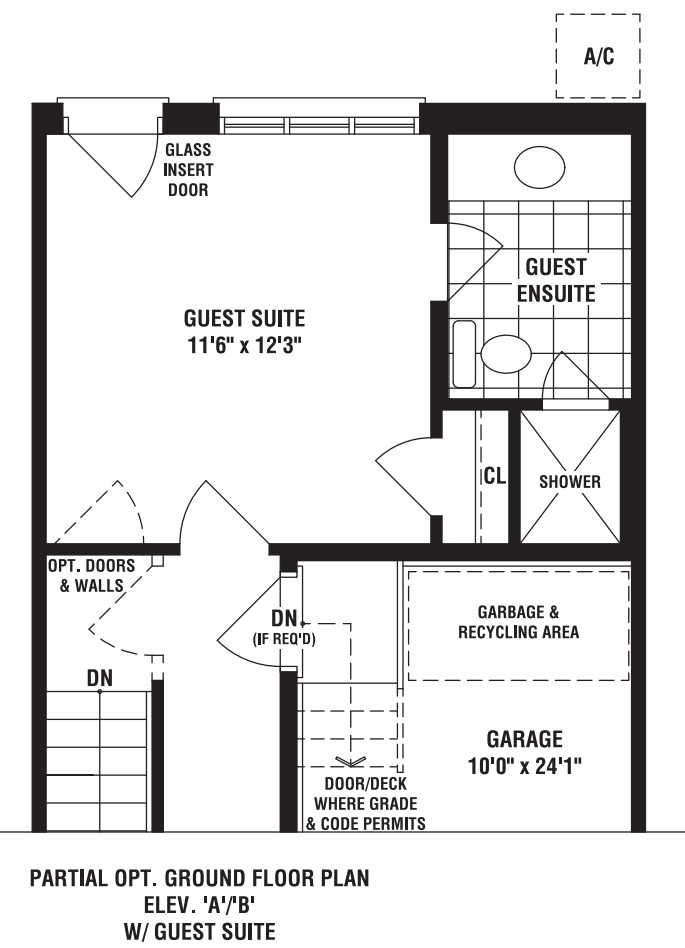 A/C
GLASS
INSERT
DOOR
GUEST
ENSUITE
GUEST SUITE
11'6" x 12'3"
CL
SHOWER
OPT. DOORS
& WALLS
DN
(IF REQ'D)
GARBAGE &
RECYCLING AREA
DN
GARAGE
10'0" x 24'1"
DOOR/DECK
WHERE GRADE
& CODE PERMITS
PARTIAL OPT. GROUND FLOOR PLAN
ELEV. 'A'/'B'
W/ GUEST SUITE